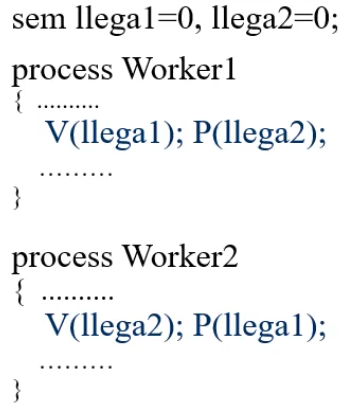 sem llega1=0, llega2=0;
process Worker1
{ ..........
V(llega1); P(llega2);
.........
}
process Worker2
{ ..........
V(llega2); P(llega1);
.........
}